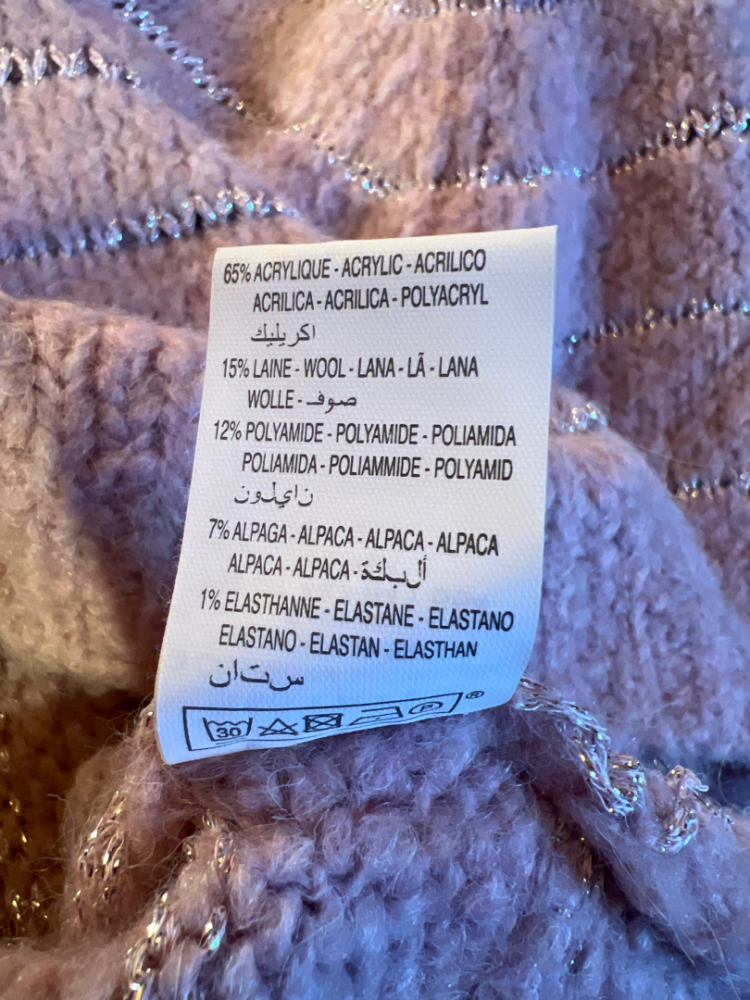 65% ACRYLIQUE - ACRYLIC - ACRILICO
ACRILICA - ACRILICA - POLYACRYL
اكريليك
15% LAINE - WOOL - LANA - LÃ - LANA
WOLLE - صوف
12% POLYAMIDE - POLYAMIDE - POLIAMIDA
POLIAMIDA - POLIAMMIDE - POLYAMID
نايلون
7% ALPAGA - ALPACA - ALPACA - ALPACA
ALPACA - ALPACA - ألبكة
1% ELASTHANNE - ELASTANE - ELASTANO
ELASTANO - ELASTAN - ELASTHAN
ستان
30 P ®